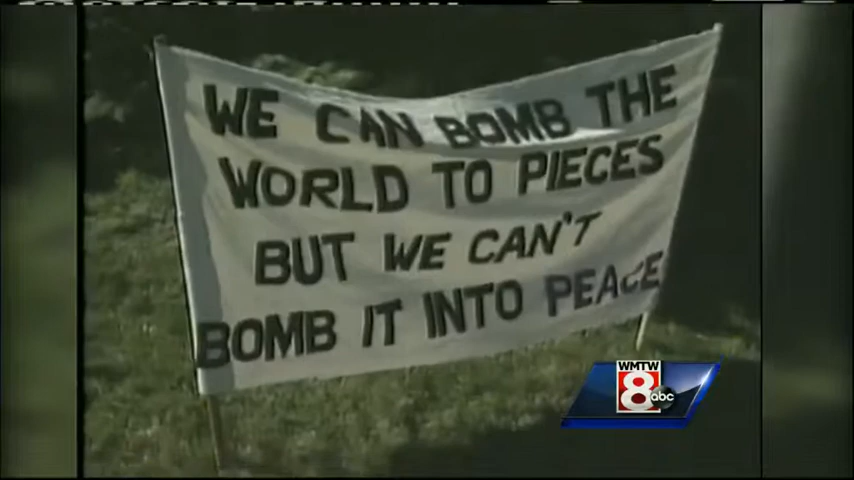 WE CAN BOMB THE
WORLD TO PIECES
BUT WE CAN'T
BOMB IT INTO PEACE
WMTW
8
abc